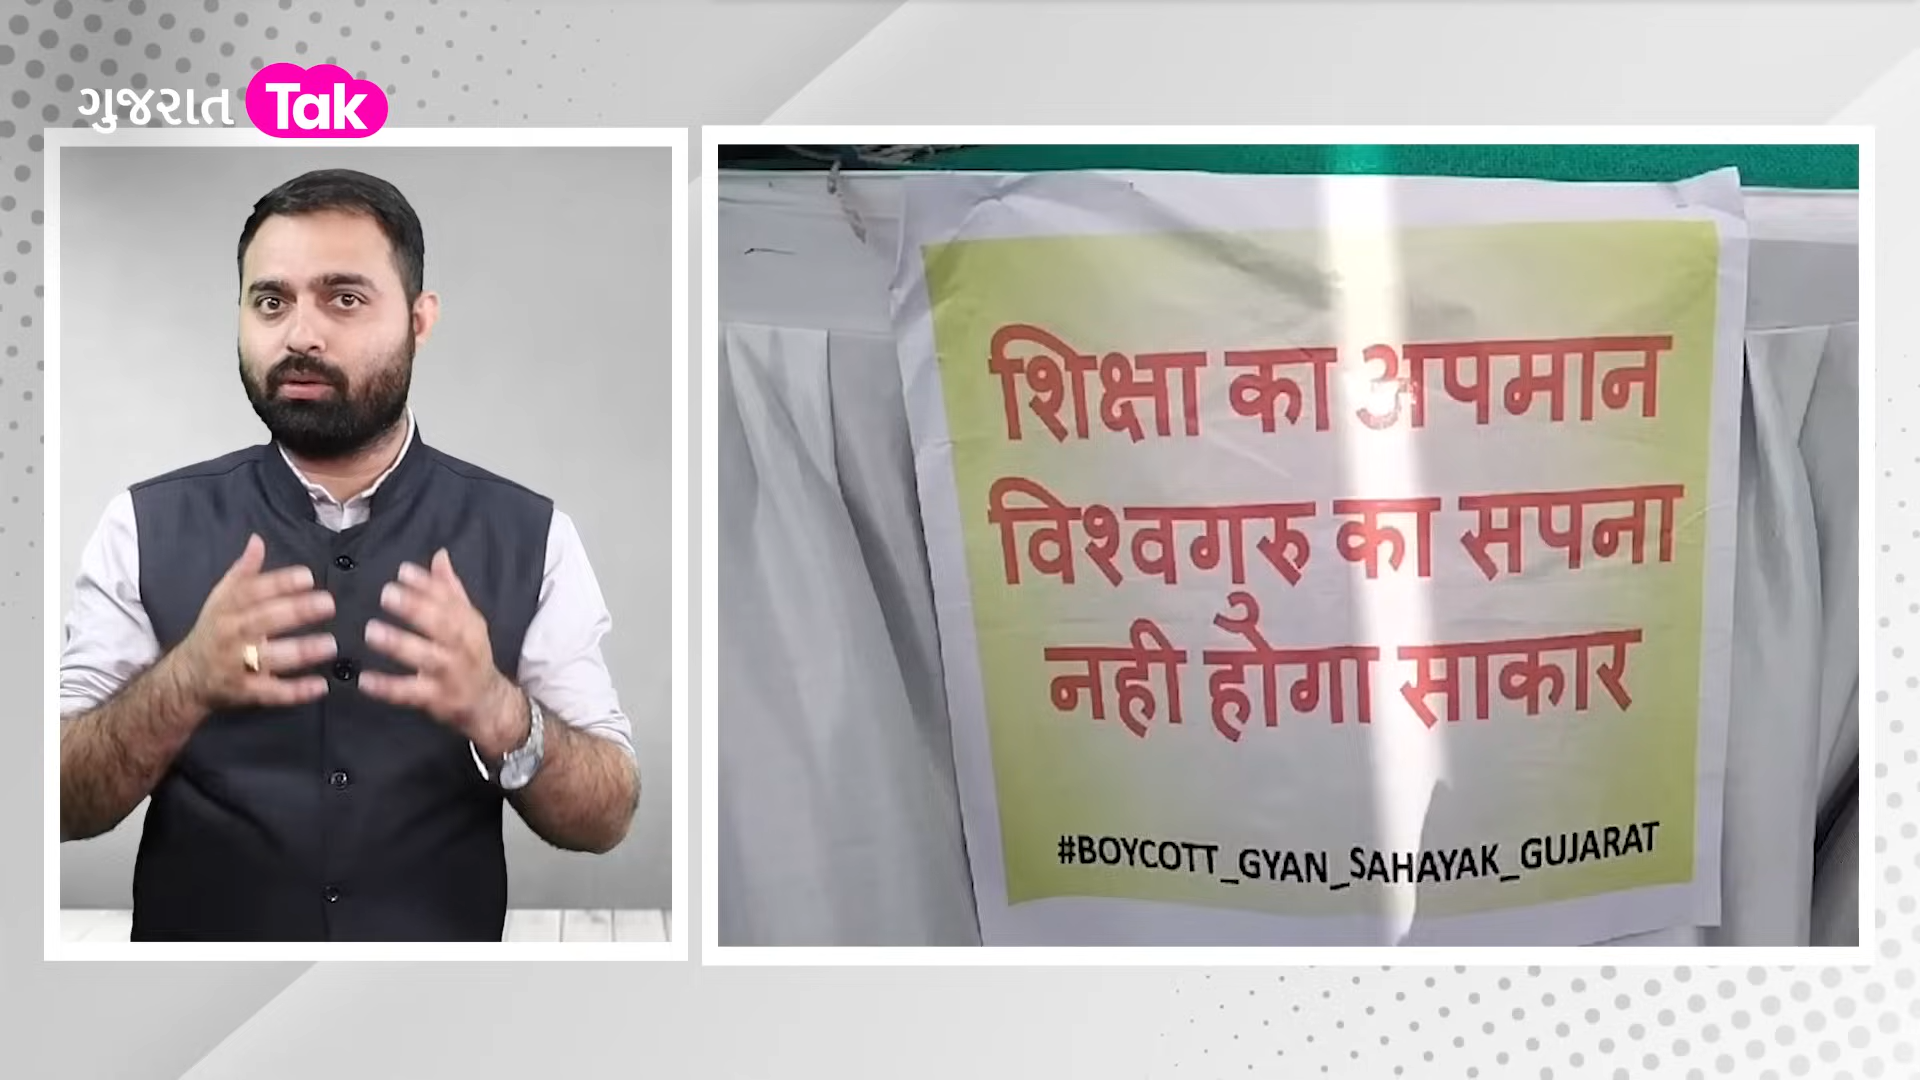 ગુજરાત Tak
शिक्षा का अपमान
विश्वगुरु का सपना
नही होगा साकार
#BOYCOTT_GYAN_SAHAYAK_GUJARAT